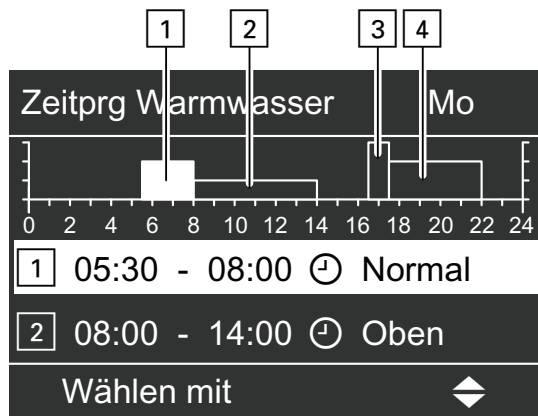 1 2 3 4
Zeitprg Warmwasser Mo
0 2 4 6 8 10 12 14 16 18 20 22 24
1 05:30 - 08:00 Normal
2 08:00 - 14:00 Oben
Wählen mit